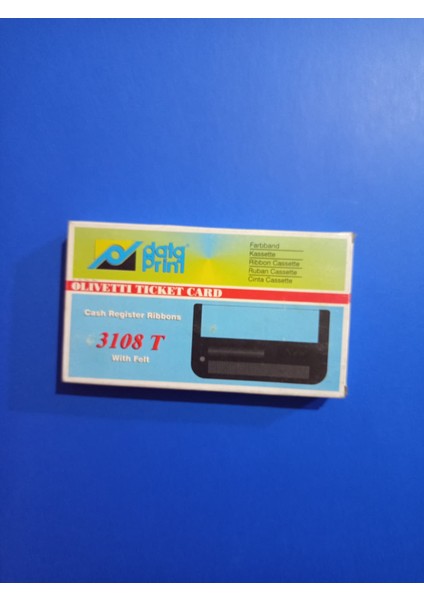 data
Print
Farbband
Kassette
Ribbon Cassette
Ruban Cassette
Cinta Cassette
OLIVETTI TICKET CARD
Cash Register Ribbons
3108 T
With Felt